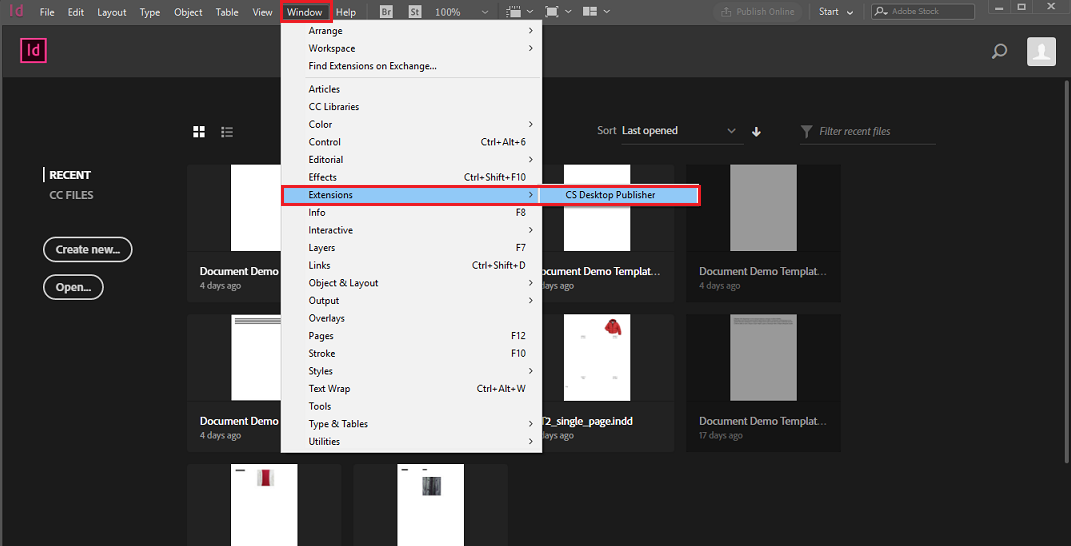 Id File Edit Layout Type Object Table View Window Help Br St 100% Publish Online Start Adobe Stock
Id
Arrange
Workspace
Find Extensions on Exchange...
Articles
CC Libraries
Color
Control Ctrl+Alt+6
Editorial
Effects Ctrl+Shift+F10
Extensions CS Desktop Publisher
Info F8
Interactive
Layers F7
Links Ctrl+Shift+D
Object & Layout
Output
Overlays
Pages F12
Stroke F10
Styles
Text Wrap Ctrl+Alt+W
Tools
Type & Tables
Utilities
Sort Last opened Filter recent files
RECENT
CC FILES
Create new...
Open...
Document Demo
4 days ago
ocument Demo Templat...
days ago
Document Demo Templat...
4 days ago
Document Demo
4 days ago
T2_single_page.indd
days ago
Document Demo Templat...
17 days ago